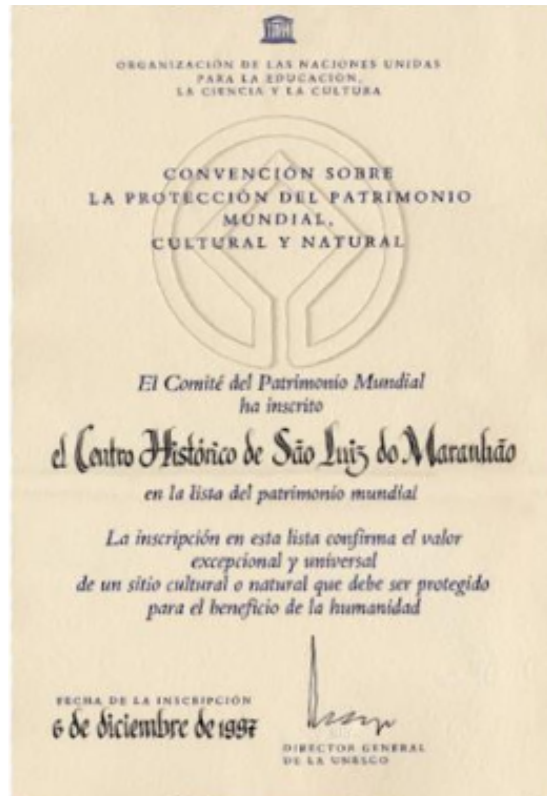 ORGANIZACIÓN DE LAS NACIONES UNIDAS
PARA LA EDUCACIÓN,
LA CIENCIA Y LA CULTURA
CONVENCIÓN SOBRE
LA PROTECCIÓN DEL PATRIMONIO
MUNDIAL,
CULTURAL Y NATURAL
El Comité del Patrimonio Mundial
ha inscrito
el Centro Histórico de São Luiz do Maranhão
en la lista del patrimonio mundial
La inscripción en esta lista confirma el valor
excepcional y universal
de un sitio cultural o natural que debe ser protegido
para el beneficio de la humanidad
FECHA DE LA INSCRIPCIÓN
6 de diciembre de 1997
DIRECTOR GENERAL
DE LA UNESCO